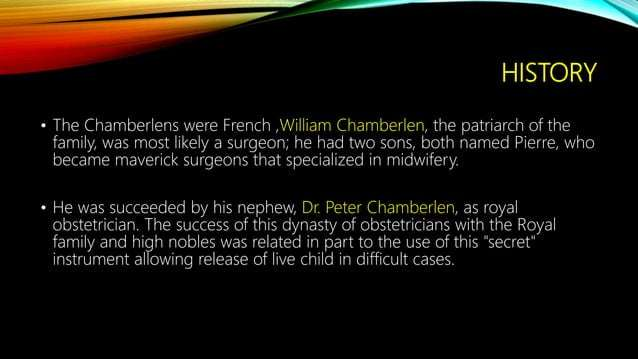 HISTORY
• The Chamberlens were French ,William Chamberlen, the patriarch of the
family, was most likely a surgeon; he had two sons, both named Pierre, who
became maverick surgeons that specialized in midwifery.
• He was succeeded by his nephew, Dr. Peter Chamberlen, as royal
obstetrician. The success of this dynasty of obstetricians with the Royal
family and high nobles was related in part to the use of this "secret"
instrument allowing release of live child in difficult cases.